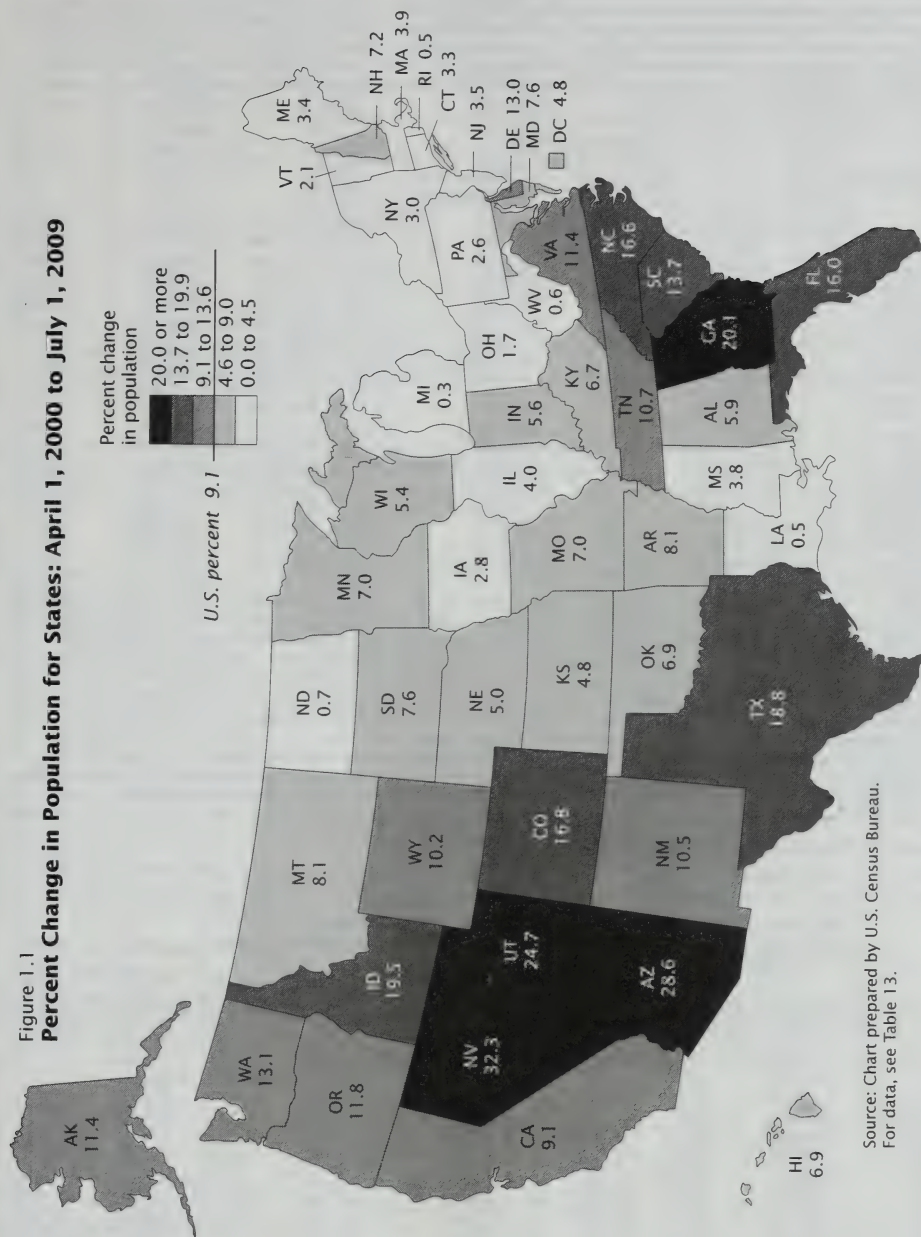 Figure 1.1
Percent Change in Population for States: April 1, 2000 to July 1, 2009
Percent change
in population
20.0 or more
13.7 to 19.9
9.1 to 13.6
4.6 to 9.0
0.0 to 4.5
U.S. percent 9.1
AK
11.4
WA
13.1
OR
11.8
CA
9.1
NV
32.3
ID
19.5
UT
24.7
AZ
28.6
MT
8.1
WY
10.2
CO
16.8
NM
10.5
ND
0.7
SD
7.6
NE
5.0
KS
4.8
OK
6.9
TX
18.8
MN
7.0
IA
2.8
MO
7.0
AR
8.1
LA
0.5
WI
5.4
IL
4.0
MS
3.8
MI
0.3
IN
5.6
KY
6.7
TN
10.7
AL
5.9
OH
1.7
WV
0.6
GA
20.1
FL
16.0
SC
13.7
NC
16.6
VA
11.4
PA
2.6
NY
3.0
VT
2.1
ME
3.4
NH 7.2
MA 3.9
RI 0.5
CT 3.3
NJ 3.5
DE 13.0
MD 7.6
DC 4.8
HI
6.9
Source: Chart prepared by U.S. Census Bureau.
For data, see Table 13.